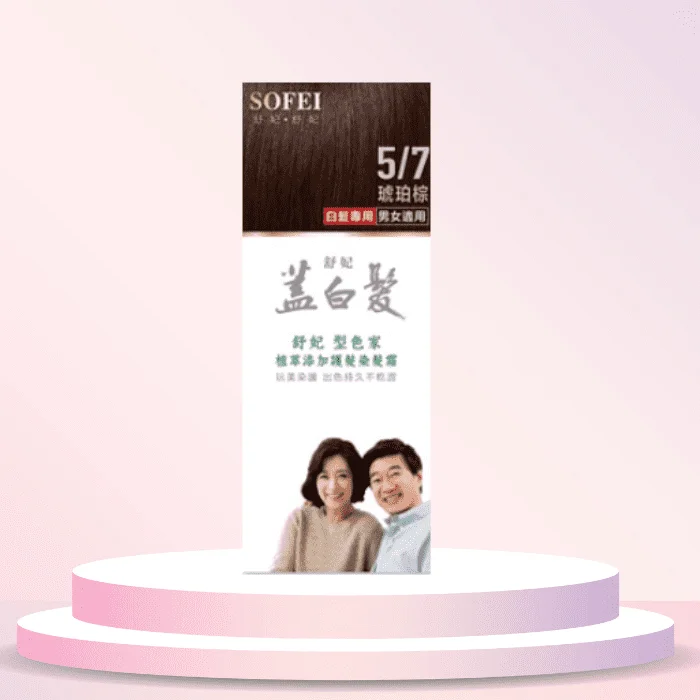 SOFEI
舒妃•舒妃
5/7
琥珀棕
白髮專用 男女適用
舒妃
蓋白髮
舒妃 型色家
植萃添加護髮染髮霜
玩美染護 出色持久不乾澀